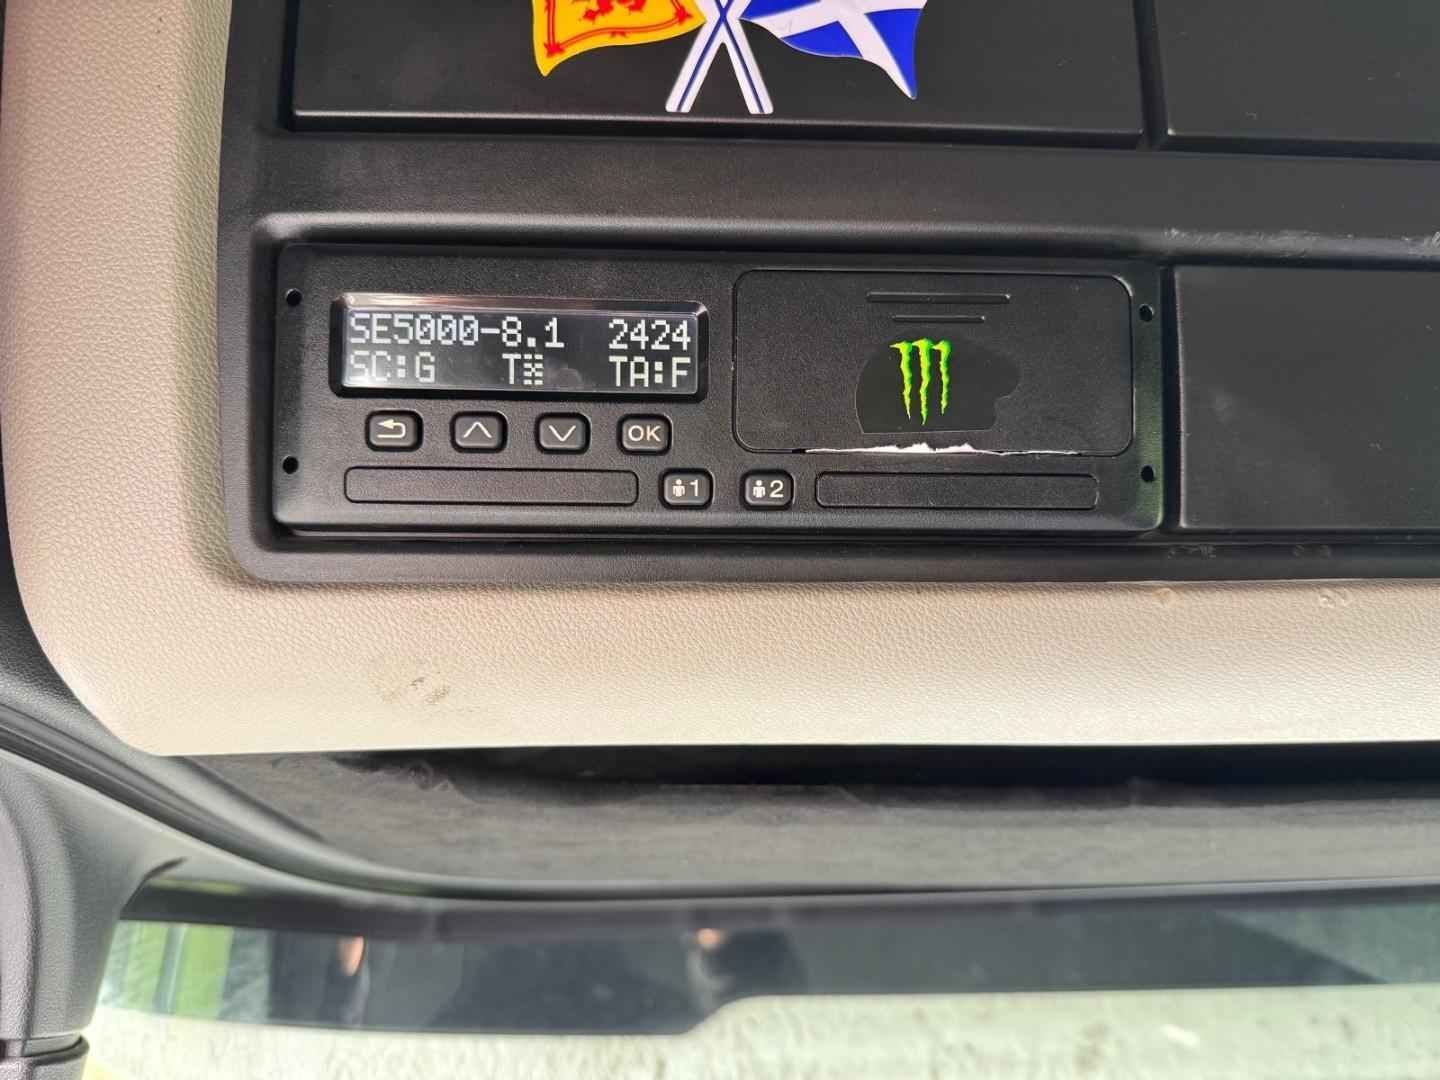 SE5000-8.1 2424
SC:G T TA:F
OK
1 2